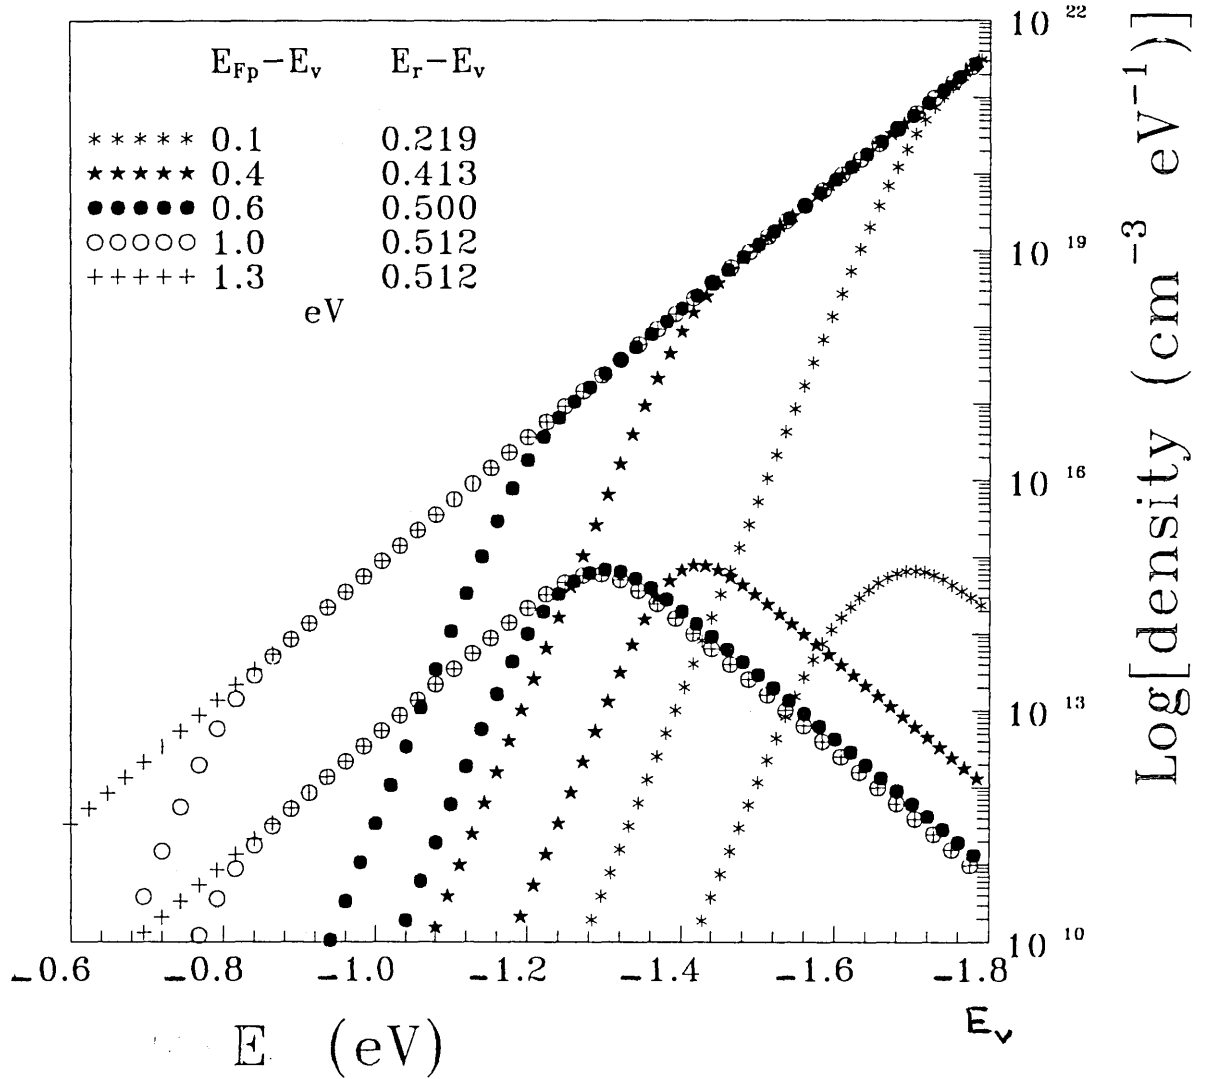 E_Fp−E_v E_r−E_v
∗∗∗∗∗ 0.1 0.219
★★★★★ 0.4 0.413
●●●●● 0.6 0.500
○○○○○ 1.0 0.512
+++++ 1.3 0.512
eV
10 22
10 19
10 16
10 13
10 10
Log[density (cm⁻³ eV⁻¹)]
−0.6 −0.8 −1.0 −1.2 −1.4 −1.6 −1.8
E_v
E (eV)